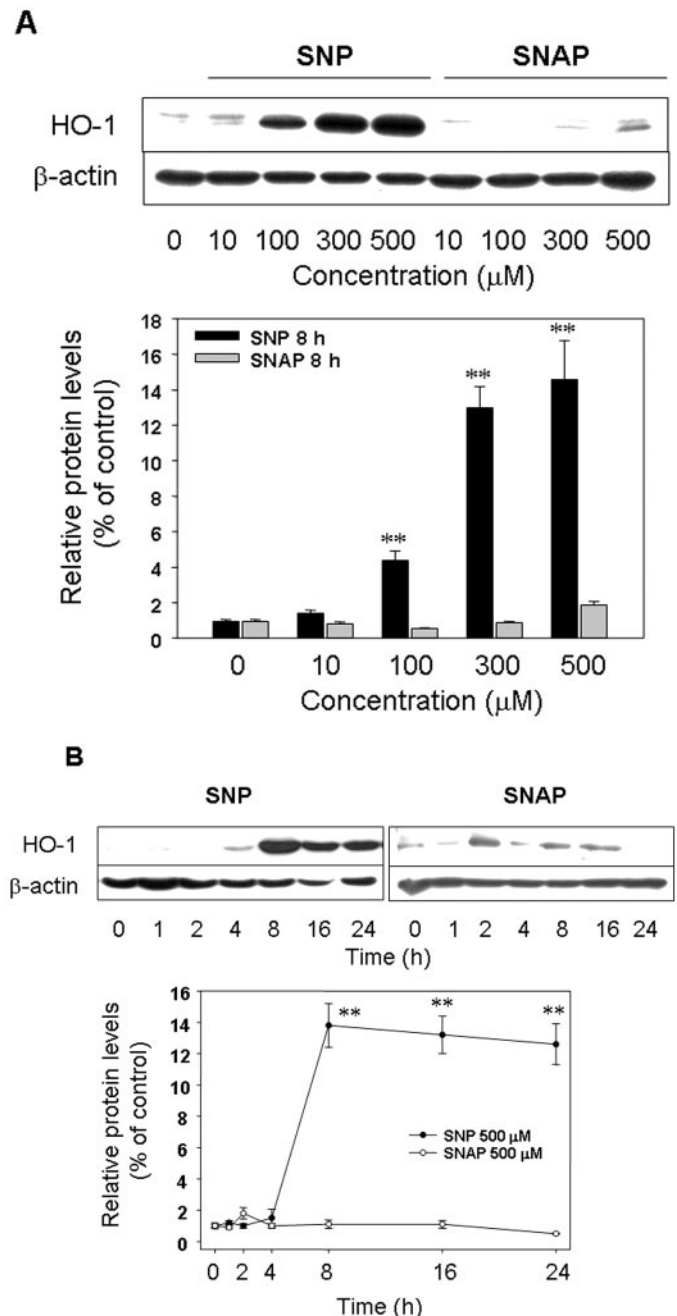 A
SNP SNAP
HO-1
β-actin
0 10 100 300 500 10 100 300 500
Concentration (μM)
18
16
14
12
10
8
6
4
2
0
Relative protein levels
(% of control)
SNP 8 h
SNAP 8 h
**
**
**
0 10 100 300 500
Concentration (μM)
B
SNP SNAP
HO-1
β-actin
0 1 2 4 8 16 24 0 1 2 4 8 16 24
Time (h)
Time (h)
16
14
12
10
8
6
4
2
0
Relative protein levels
(% of control)
** ** **
SNP 500 μM
SNAP 500 μM
0 2 4 8 16 24
Time (h)